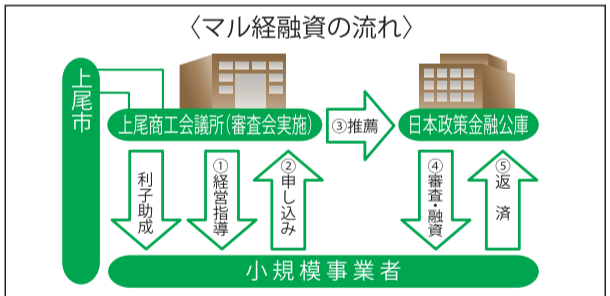 〈マル経融資の流れ〉
上尾市
上尾商工会議所(審査会実施)
③推薦
日本政策金融公庫
利子助成
①経営指導
②申し込み
④審査・融資
⑤返済
小規模事業者